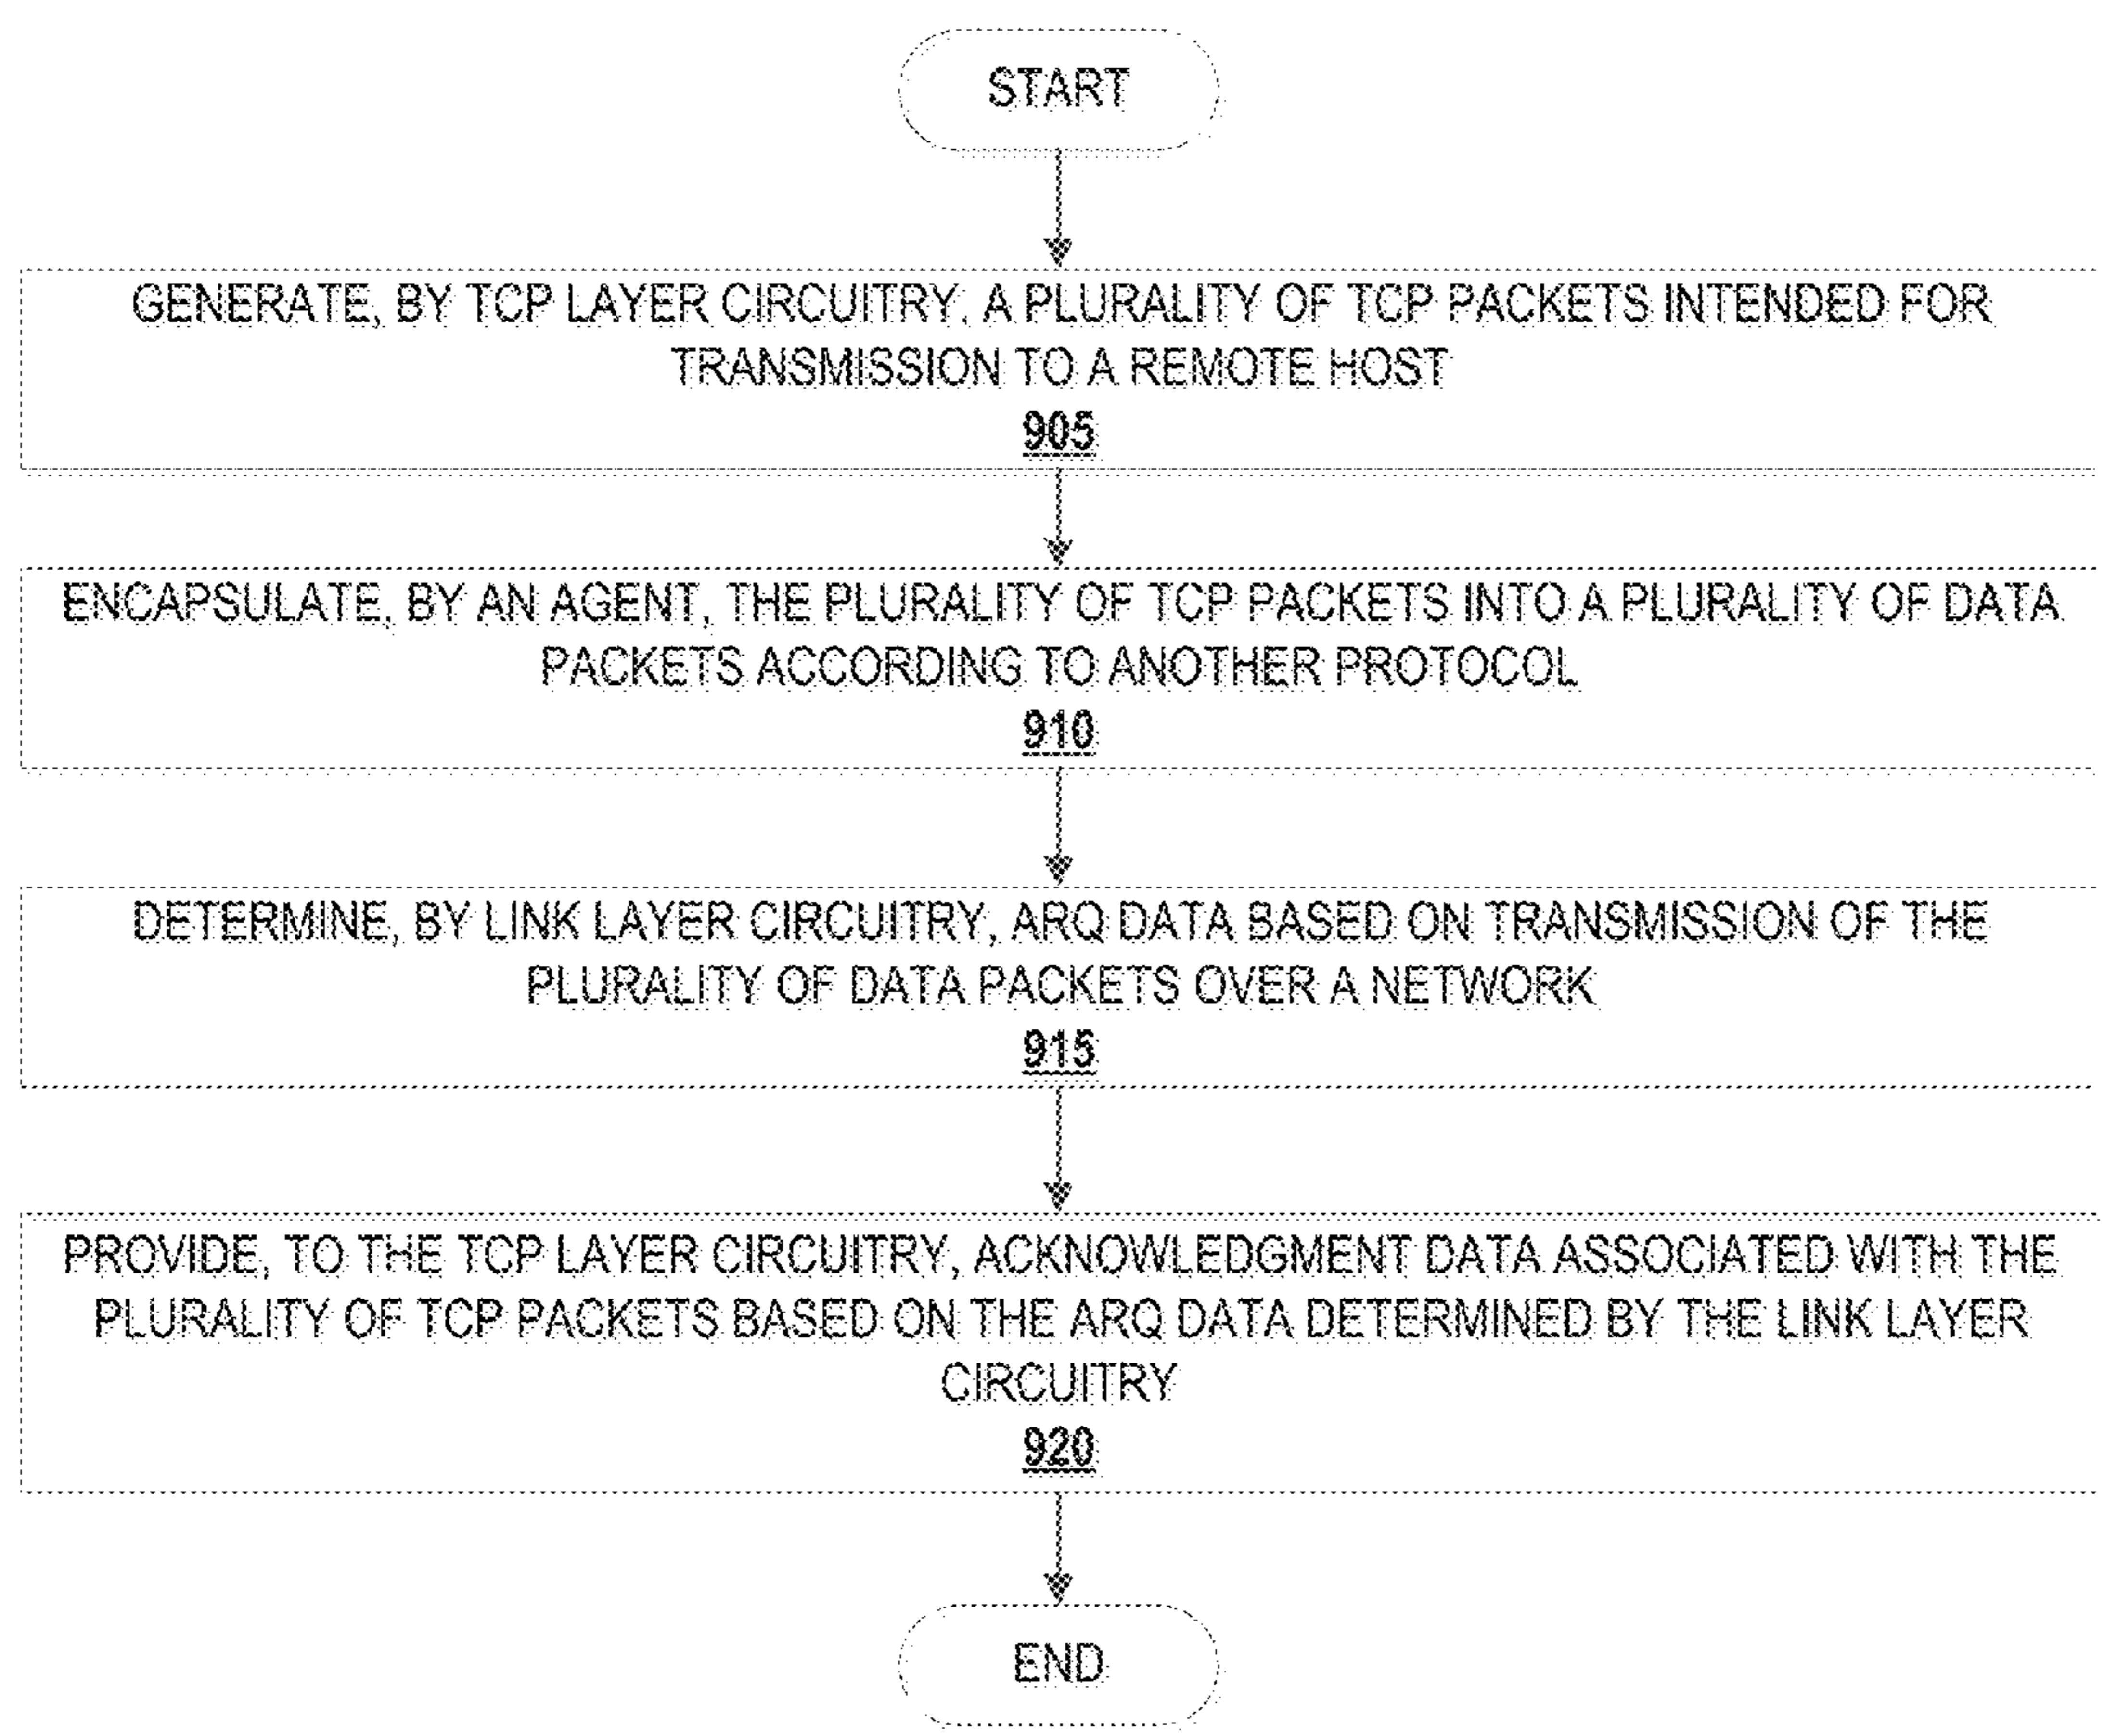 START
GENERATE, BY TCP LAYER CIRCUITRY, A PLURALITY OF TCP PACKETS INTENDED FOR
TRANSMISSION TO A REMOTE HOST
905
ENCAPSULATE, BY AN AGENT, THE PLURALITY OF TCP PACKETS INTO A PLURALITY OF DATA
PACKETS ACCORDING TO ANOTHER PROTOCOL
910
DETERMINE, BY LINK LAYER CIRCUITRY, ARQ DATA BASED ON TRANSMISSION OF THE
PLURALITY OF DATA PACKETS OVER A NETWORK
915
PROVIDE, TO THE TCP LAYER CIRCUITRY, ACKNOWLEDGMENT DATA ASSOCIATED WITH THE
PLURALITY OF TCP PACKETS BASED ON THE ARQ DATA DETERMINED BY THE LINK LAYER
CIRCUITRY
920
END